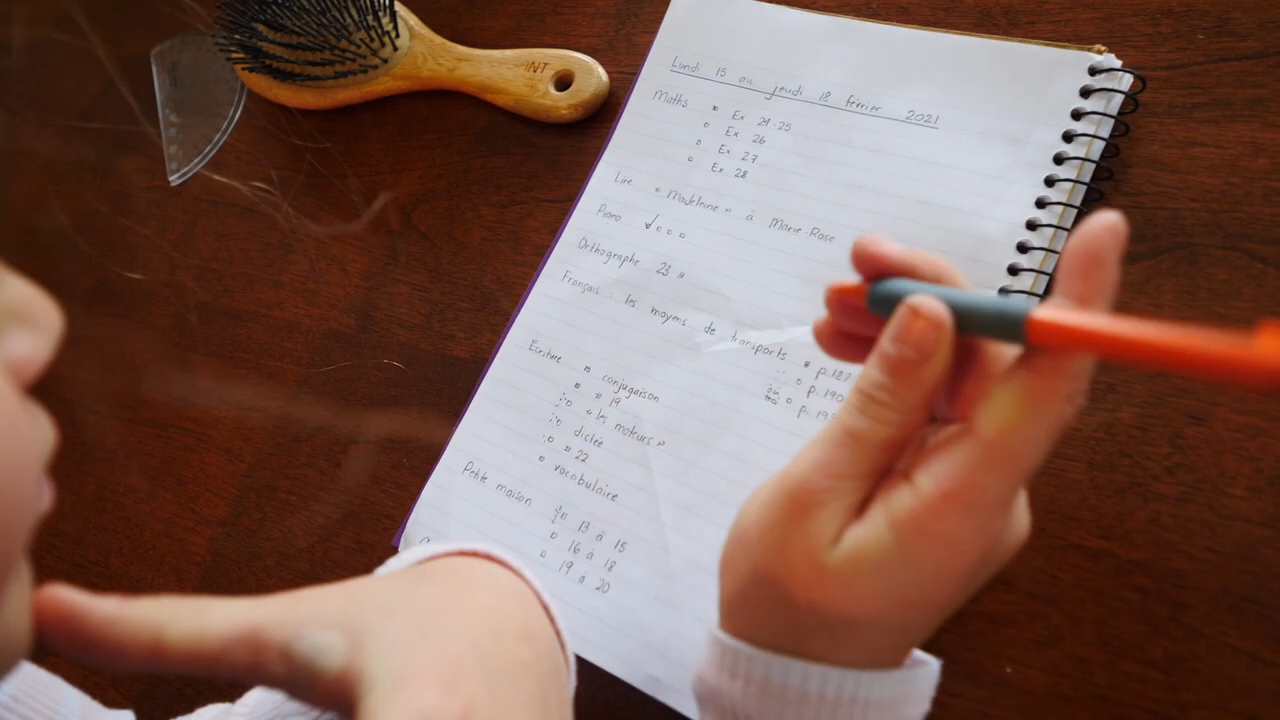 INT
Lundi 15 au jeudi 18 février 2021
Maths Ex 24-25
Ex 26
Ex 27
Ex 28
Lire « Madeleine » à Marie-Rose
Piano
Orthographe 23
Français : les moyens de transports p.187
p.190
p.193
Ecriture conjugaison
19
« les moteurs »
dictée
22
vocabulaire
Petite maison 13 à 15
16 à 18
19 à 20